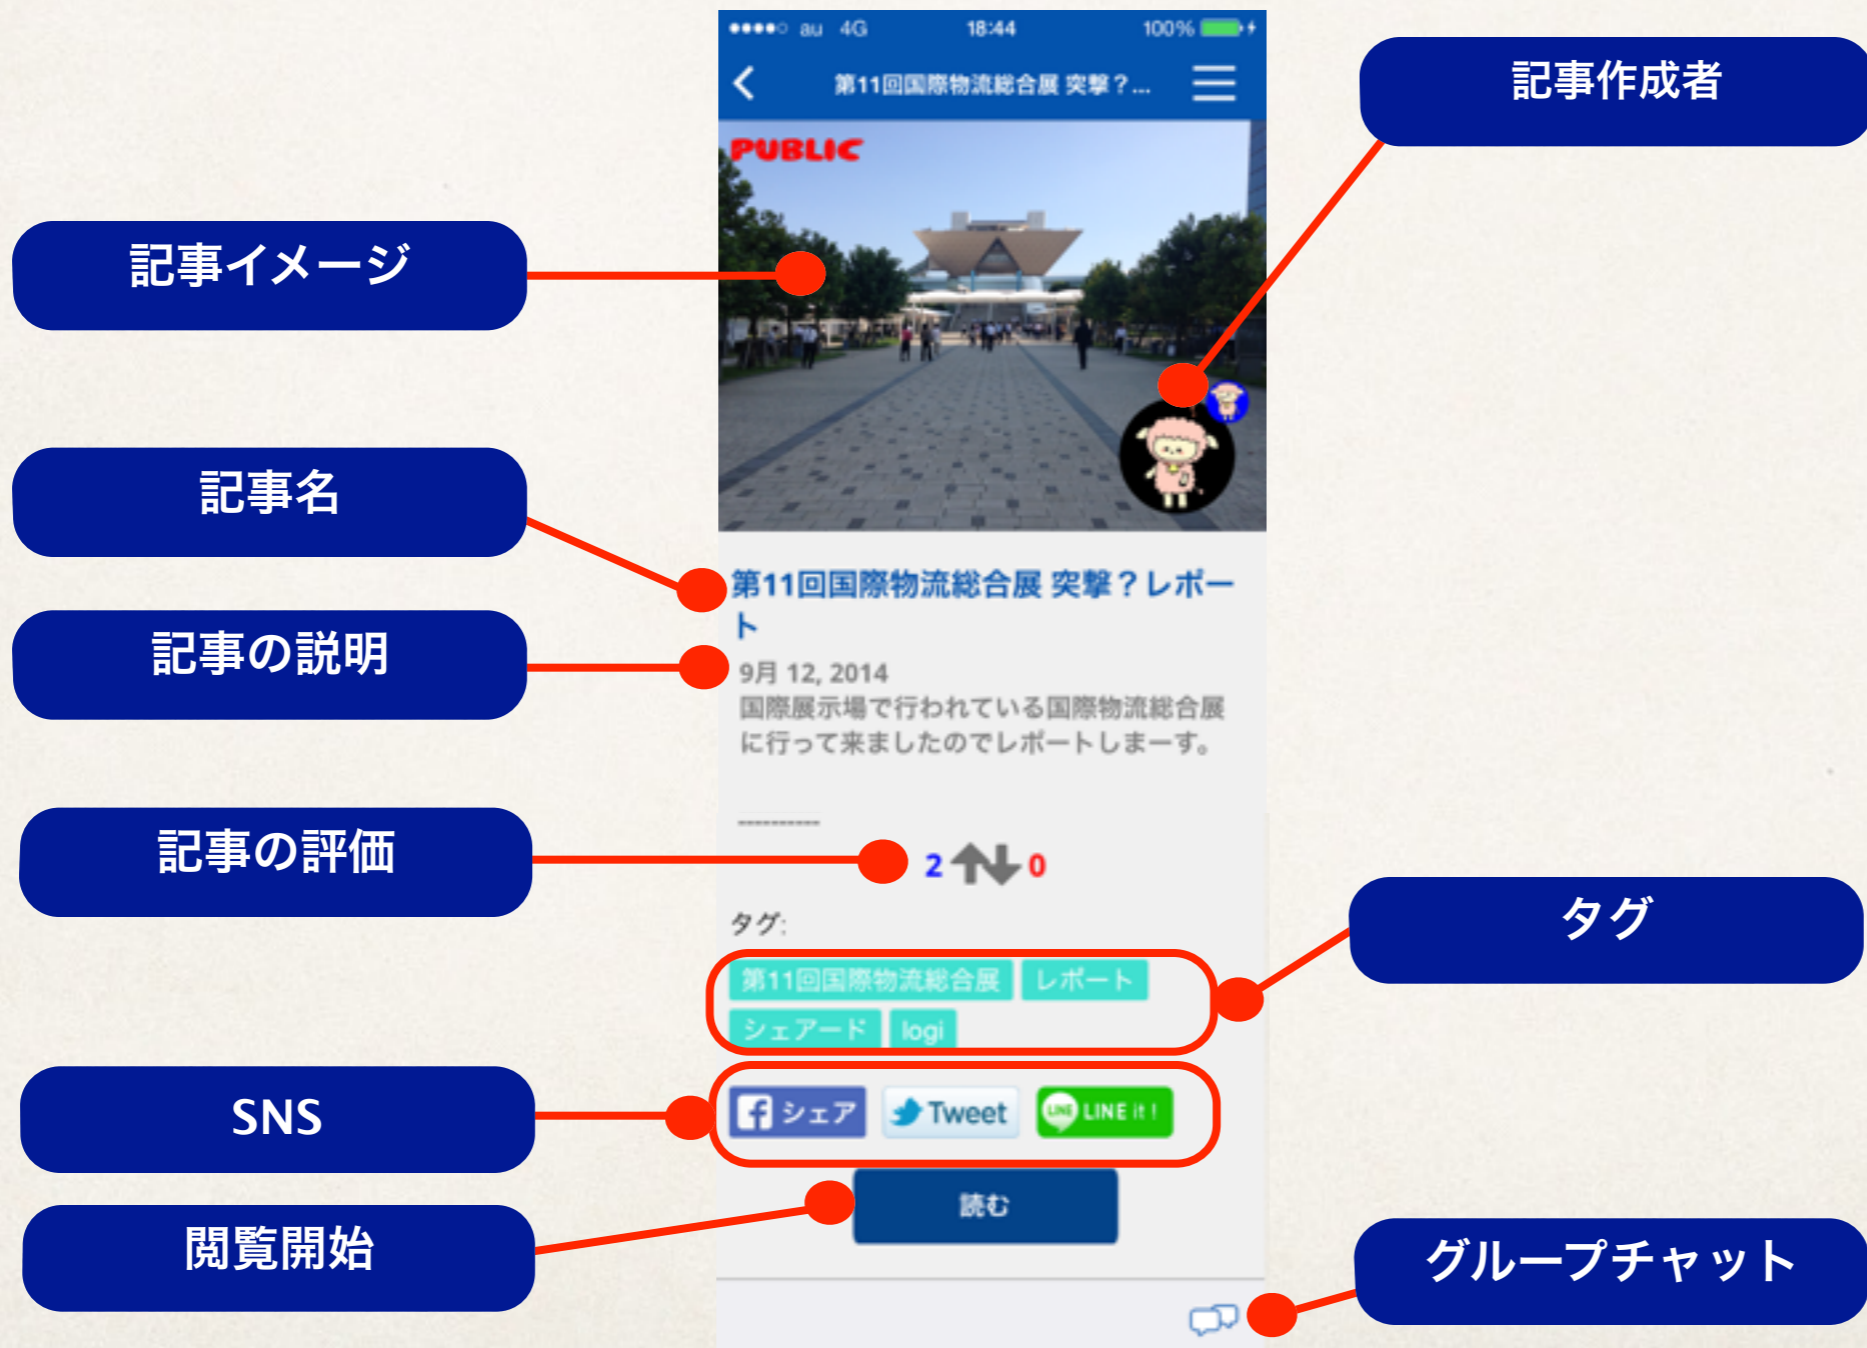 au 4G 18:44 100%
第11回国際物流総合展 突撃？...
記事作成者
PUBLIC
記事イメージ
記事名
第11回国際物流総合展 突撃？レポー
ト
記事の説明
9月 12, 2014
国際展示場で行われている国際物流総合展
に行って来ましたのでレポートしまーす。
----------
記事の評価
2 0
タグ:
タグ
第11回国際物流総合展 レポート
シェアード logi
SNS
シェア Tweet LINE LINE it !
閲覧開始
読む
グループチャット